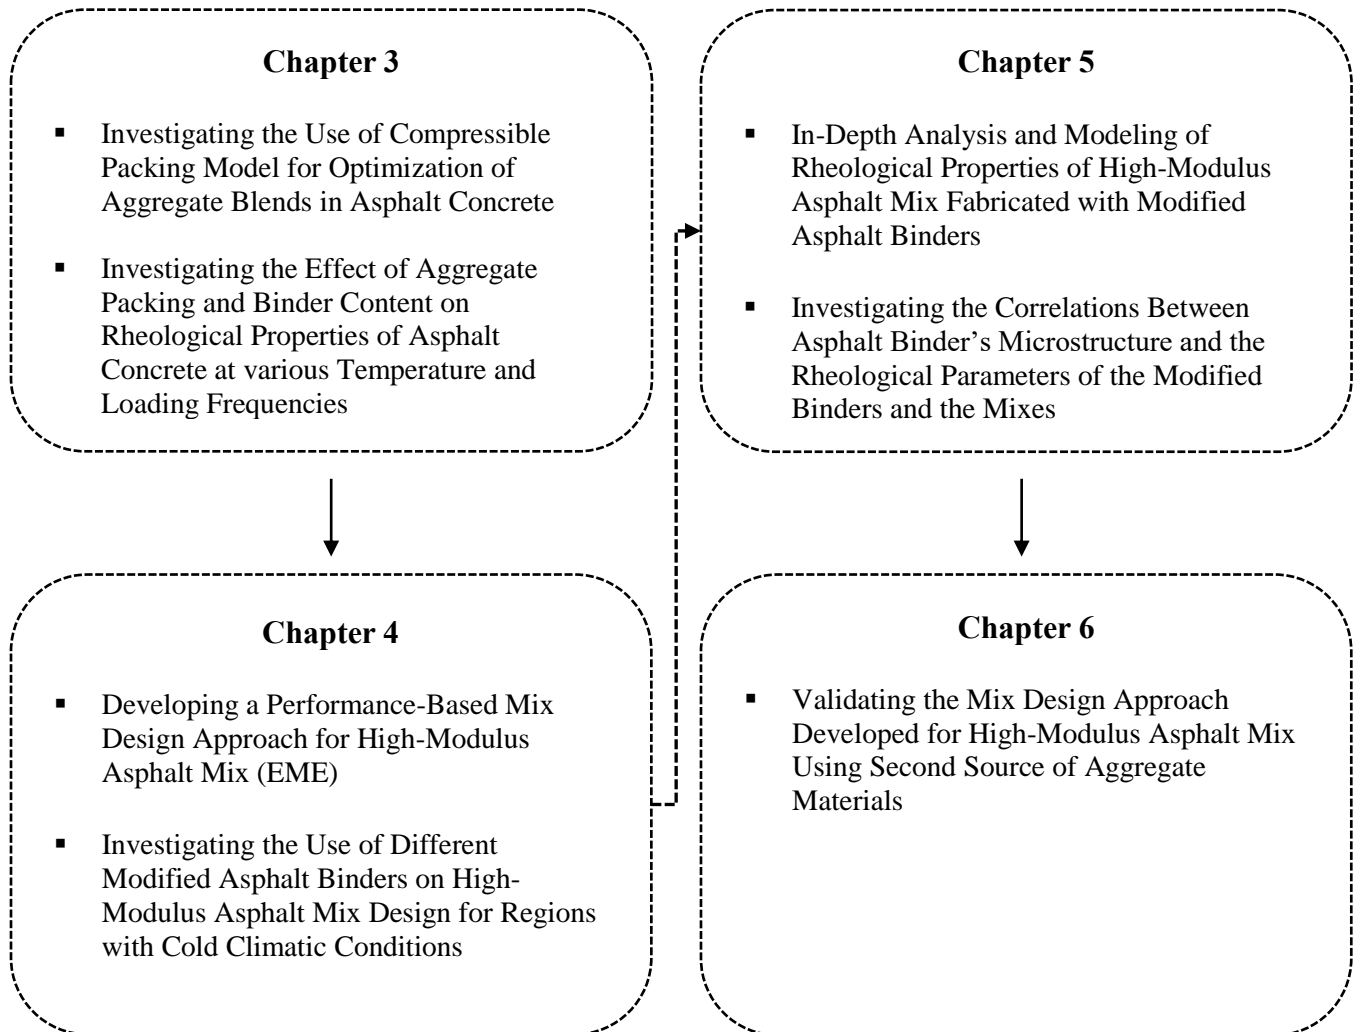 Chapter 3
▪ Investigating the Use of Compressible
Packing Model for Optimization of
Aggregate Blends in Asphalt Concrete
▪ Investigating the Effect of Aggregate
Packing and Binder Content on
Rheological Properties of Asphalt
Concrete at various Temperature and
Loading Frequencies
Chapter 4
▪ Developing a Performance-Based Mix
Design Approach for High-Modulus
Asphalt Mix (EME)
▪ Investigating the Use of Different
Modified Asphalt Binders on High-
Modulus Asphalt Mix Design for Regions
with Cold Climatic Conditions
Chapter 5
▪ In-Depth Analysis and Modeling of
Rheological Properties of High-Modulus
Asphalt Mix Fabricated with Modified
Asphalt Binders
▪ Investigating the Correlations Between
Asphalt Binder’s Microstructure and the
Rheological Parameters of the Modified
Binders and the Mixes
Chapter 6
▪ Validating the Mix Design Approach
Developed for High-Modulus Asphalt Mix
Using Second Source of Aggregate
Materials